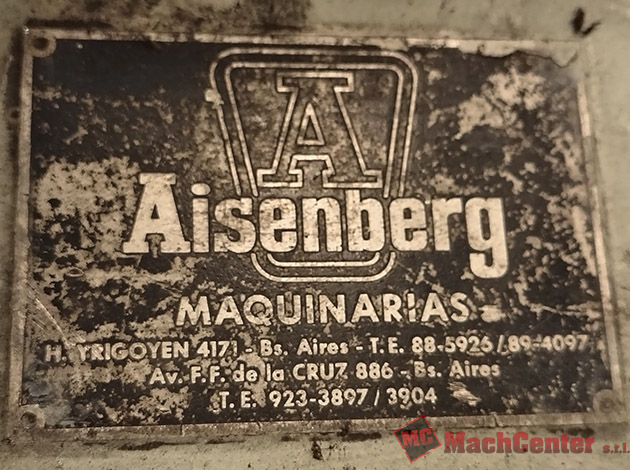 A
Aisenberg
MAQUINARIAS
H. YRIGOYEN 4171 - Bs. Aires - T.E. 88-5926/89-4097
Av. F.F. de la CRUZ 886 - Bs. Aires
T.E. 923-3897/3904
MC MachCenter s.r.l.